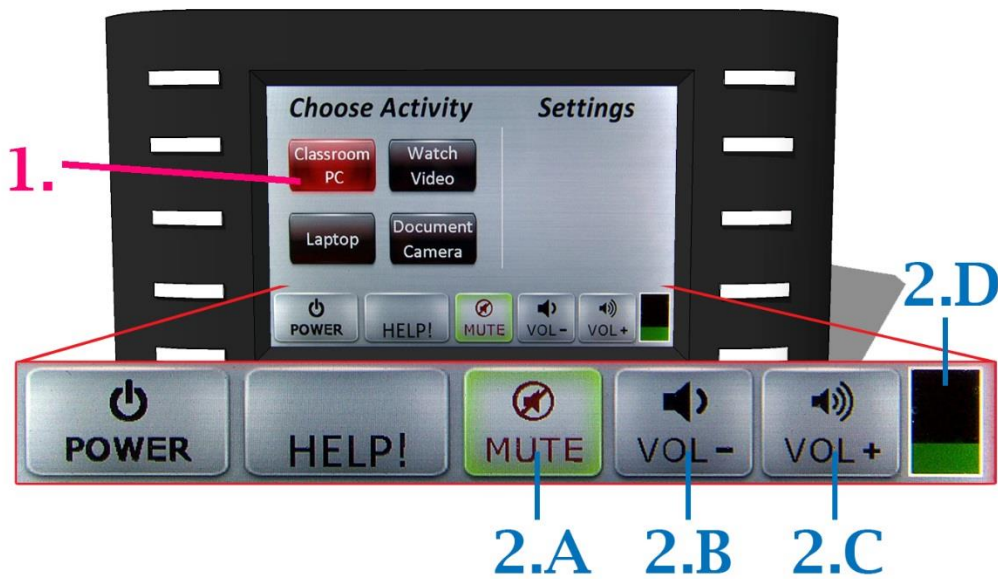 Choose Activity
Settings
1.
Classroom
PC
Watch
Video
Laptop
Document
Camera
2.D
POWER
HELP!
MUTE
VOL-
VOL+
POWER
HELP!
MUTE
VOL-
VOL+
2.A
2.B
2.C